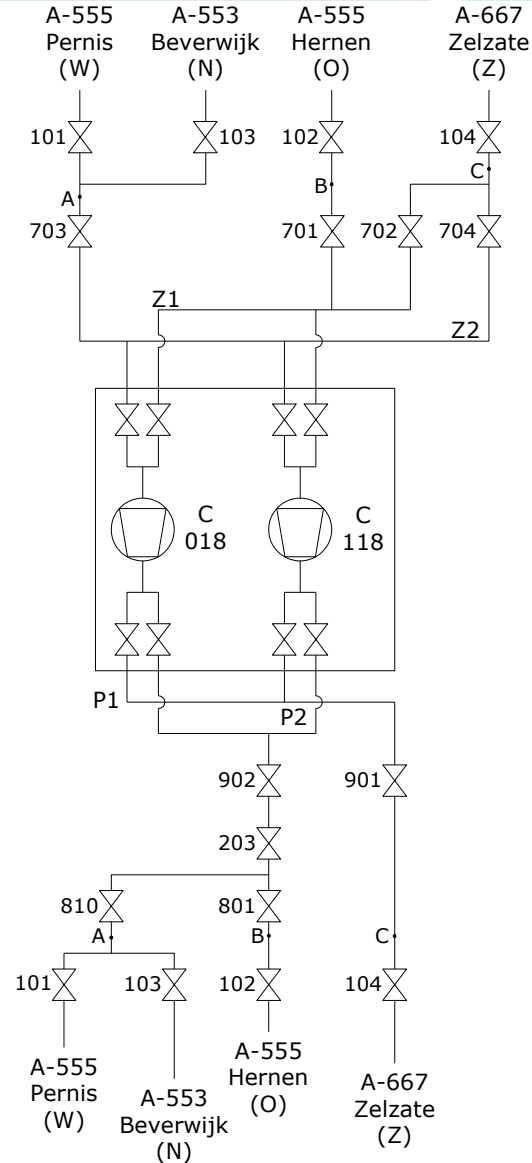 A-555 A-553 A-555 A-667
Pernis Beverwijk Hernen Zelzate
(W) (N) (O) (Z)
101 103 102 104
A B C
703 701 702 704
Z1
Z2
C C
018 118
P1
P2
902 901
203
810 801
A B C
101 103 102 104
A-555
Pernis
(W)
A-553
Beverwijk
(N)
A-555
Hernen
(O)
A-667
Zelzate
(Z)